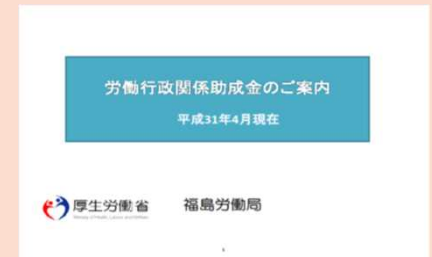 労働行政関係助成金のご案内
平成31年4月現在
厚生労働省
福島労働局